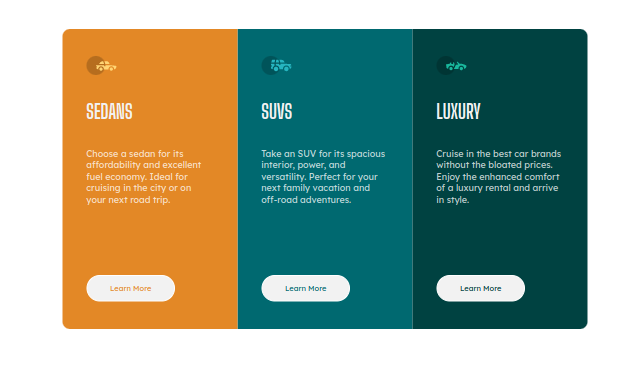 SEDANS
Choose a sedan for its
affordability and excellent
fuel economy. Ideal for
cruising in the city or on
your next road trip.
Learn More
SUVS
Take an SUV for its spacious
interior, power, and
versatility. Perfect for your
next family vacation and
off-road adventures.
Learn More
LUXURY
Cruise in the best car brands
without the bloated prices.
Enjoy the enhanced comfort
of a luxury rental and arrive
in style.
Learn More